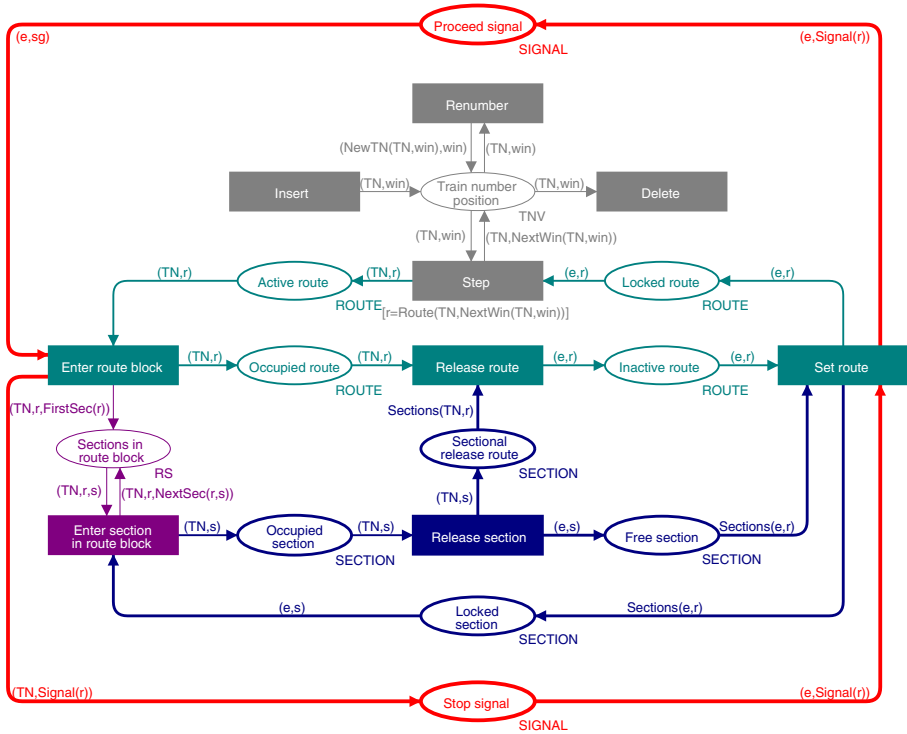 Proceed signal
(e,sg)
(e,Signal(r))
SIGNAL
Renumber
(NewTN(TN,win),win)
(TN,win)
Insert
(TN,win)
Train number
position
(TN,win)
Delete
TNV
(TN,win)
(TN,NextWin(TN,win))
(TN,r)
Active route
(TN,r)
Step
(e,r)
Locked route
(e,r)
ROUTE
ROUTE
[r=Route(TN,NextWin(TN,win))]
Enter route block
(TN,r)
Occupied route
(TN,r)
Release route
(e,r)
Inactive route
(e,r)
Set route
ROUTE
ROUTE
(TN,r,FirstSec(r))
Sections(TN,r)
Sections in
route block
Sectional
release route
RS
SECTION
(TN,r,s)
(TN,r,NextSec(r,s))
(TN,s)
Enter section
in route block
(TN,s)
Occupied
section
(TN,s)
Release section
(e,s)
Free section
Sections(e,r)
SECTION
SECTION
(e,s)
Locked
section
Sections(e,r)
SECTION
(TN,Signal(r))
Stop signal
(e,Signal(r))
SIGNAL